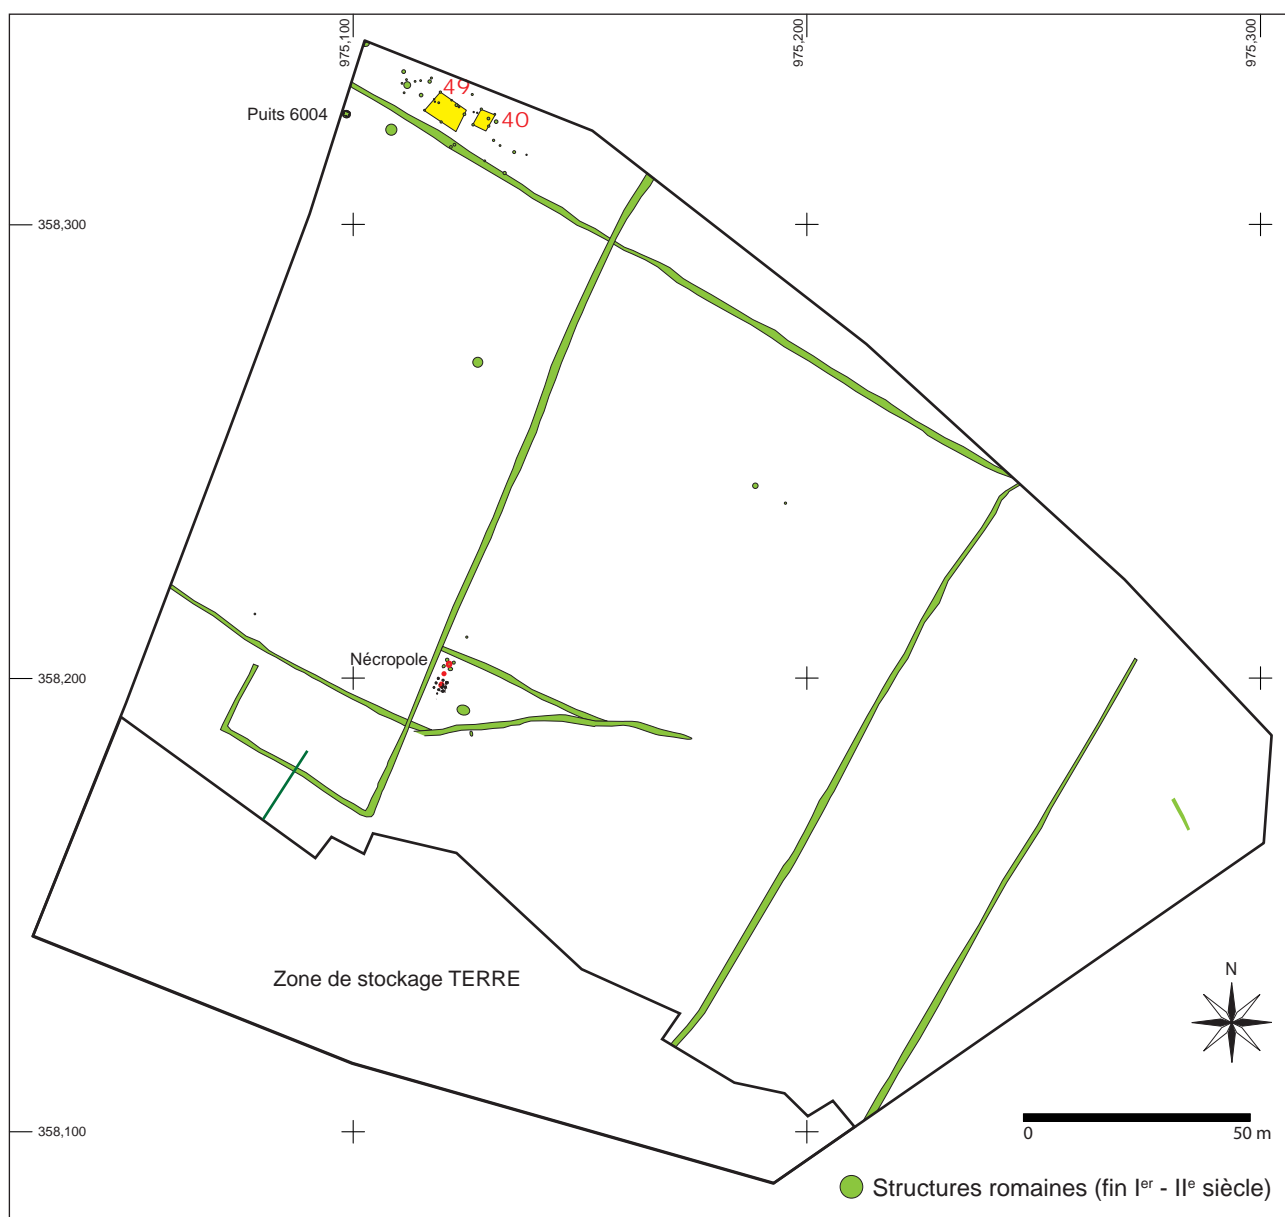 975,100
975,200
975,300
49
40
Puits 6004
358,300
Nécropole
358,200
N
Zone de stockage TERRE
358,100
0 50 m
Structures romaines (fin Ier - IIe siècle)